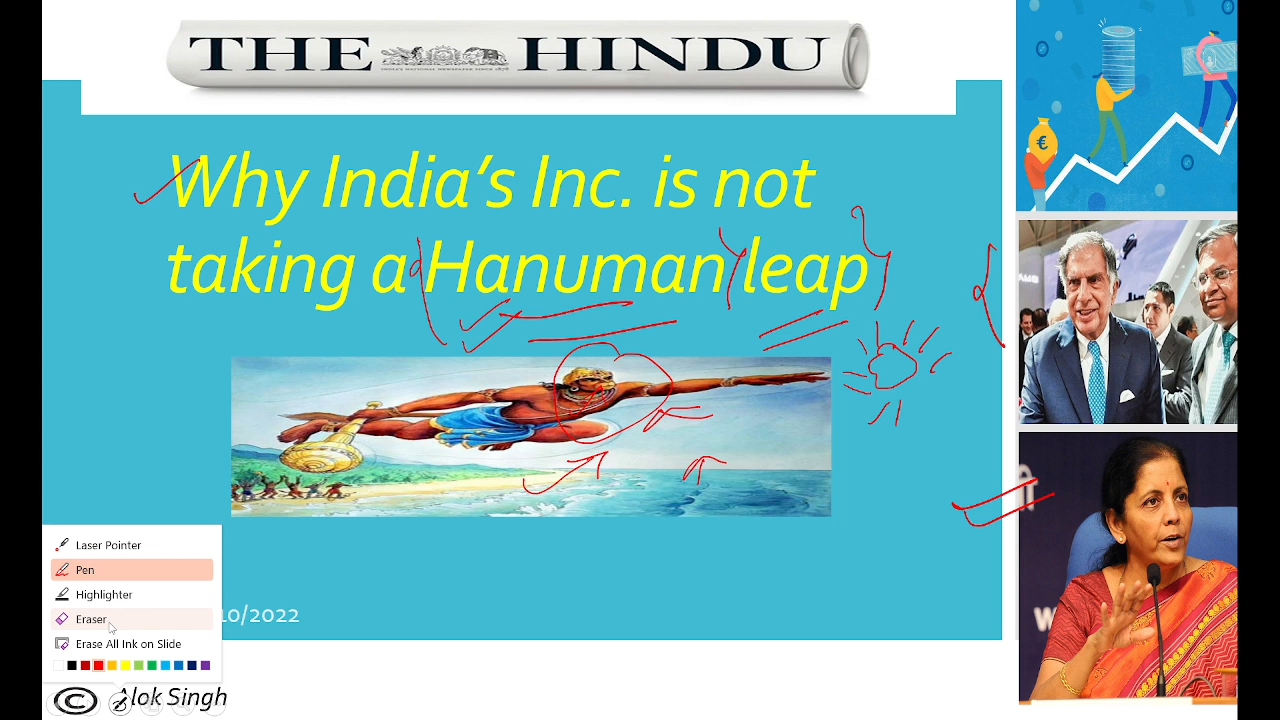 THE HINDU
Why India's Inc. is not
taking a Hanuman leap
Laser Pointer
Pen
Highlighter
Eraser
Erase All Ink on Slide
10/2022
© Alok Singh